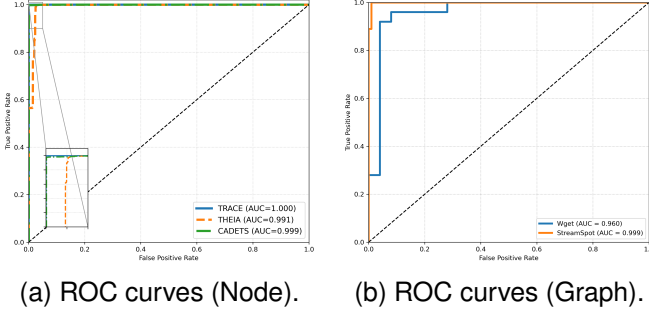 1.0
0.8
0.6
0.4
0.2
0.0
True Positive Rate
0.0 0.2 0.4 0.6 0.8 1.0
False Positive Rate
TRACE (AUC=1.000)
THEIA (AUC=0.991)
CADETS (AUC=0.999)
(a) ROC curves (Node).
1.0
0.8
0.6
0.4
0.2
0.0
True Positive Rate
0.0 0.2 0.4 0.6 0.8 1.0
False Positive Rate
Wget (AUC = 0.960)
StreamSpot (AUC = 0.999)
(b) ROC curves (Graph).